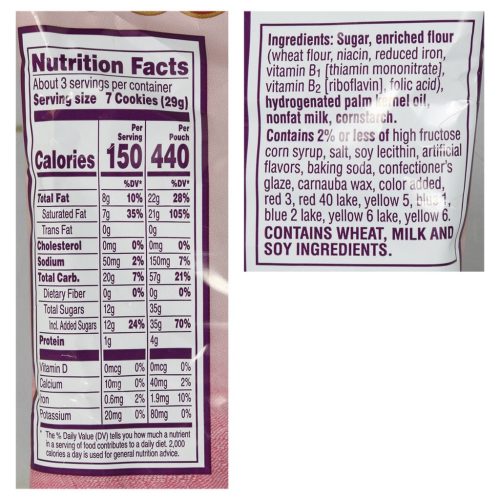 Nutrition Facts
About 3 servings per container
Serving size 7 Cookies (29g)
Per Serving Per Pouch
Calories 150 440
%DV* %DV*
Total Fat 8g 10% 22g 28%
Saturated Fat 7g 35% 21g 105%
Trans Fat 0g 0g
Cholesterol 0mg 0% 0mg 0%
Sodium 50mg 2% 150mg 7%
Total Carb. 20g 7% 57g 21%
Dietary Fiber 0g 0% 0g 0%
Total Sugars 12g 35g
Incl. Added Sugars 12g 24% 35g 70%
Protein 1g 4g
Vitamin D 0mcg 0% 0mcg 0%
Calcium 10mg 0% 40mg 2%
Iron 0.6mg 2% 1.9mg 10%
Potassium 20mg 0% 80mg 0%
* The % Daily Value (DV) tells you how much a nutrient
in a serving of food contributes to a daily diet. 2,000
calories a day is used for general nutrition advice.
Ingredients: Sugar, enriched flour
(wheat flour, niacin, reduced iron,
vitamin B1 [thiamin mononitrate],
vitamin B2 [riboflavin], folic acid),
hydrogenated palm kernel oil,
nonfat milk, cornstarch.
Contains 2% or less of high fructose
corn syrup, salt, soy lecithin, artificial
flavors, baking soda, confectioner's
glaze, carnauba wax, color added,
red 3, red 40 lake, yellow 5, blue 1,
blue 2 lake, yellow 6 lake, yellow 6.
CONTAINS WHEAT, MILK AND
SOY INGREDIENTS.